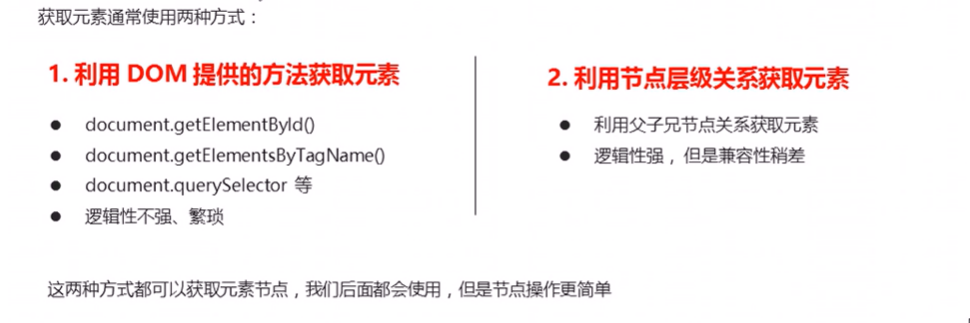 获取元素通常使用两种方式：
1. 利用 DOM 提供的方法获取元素
● document.getElementById()
● document.getElementsByTagName()
● document.querySelector 等
● 逻辑性不强、繁琐
2. 利用节点层级关系获取元素
● 利用父子兄节点关系获取元素
● 逻辑性强，但是兼容性稍差
这两种方式都可以获取元素节点，我们后面都会使用，但是节点操作更简单